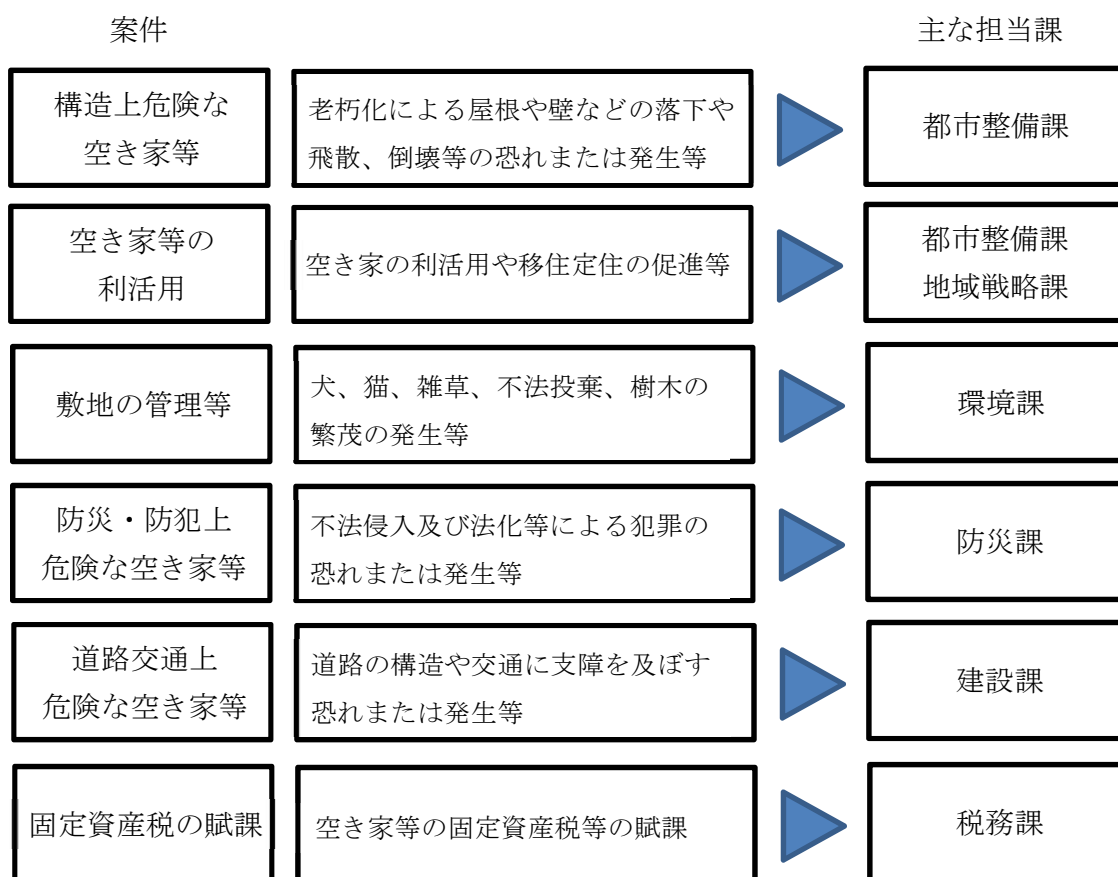 案件
主な担当課
構造上危険な
空き家等
老朽化による屋根や壁などの落下や
飛散、倒壊等の恐れまたは発生等
都市整備課
空き家等の
利活用
空き家の利活用や移住定住の促進等
都市整備課
地域戦略課
敷地の管理等
犬、猫、雑草、不法投棄、樹木の
繁茂の発生等
環境課
防災・防犯上
危険な空き家等
不法侵入及び法化等による犯罪の
恐れまたは発生等
防災課
道路交通上
危険な空き家等
道路の構造や交通に支障を及ぼす
恐れまたは発生等
建設課
固定資産税の賦課
空き家等の固定資産税等の賦課
税務課